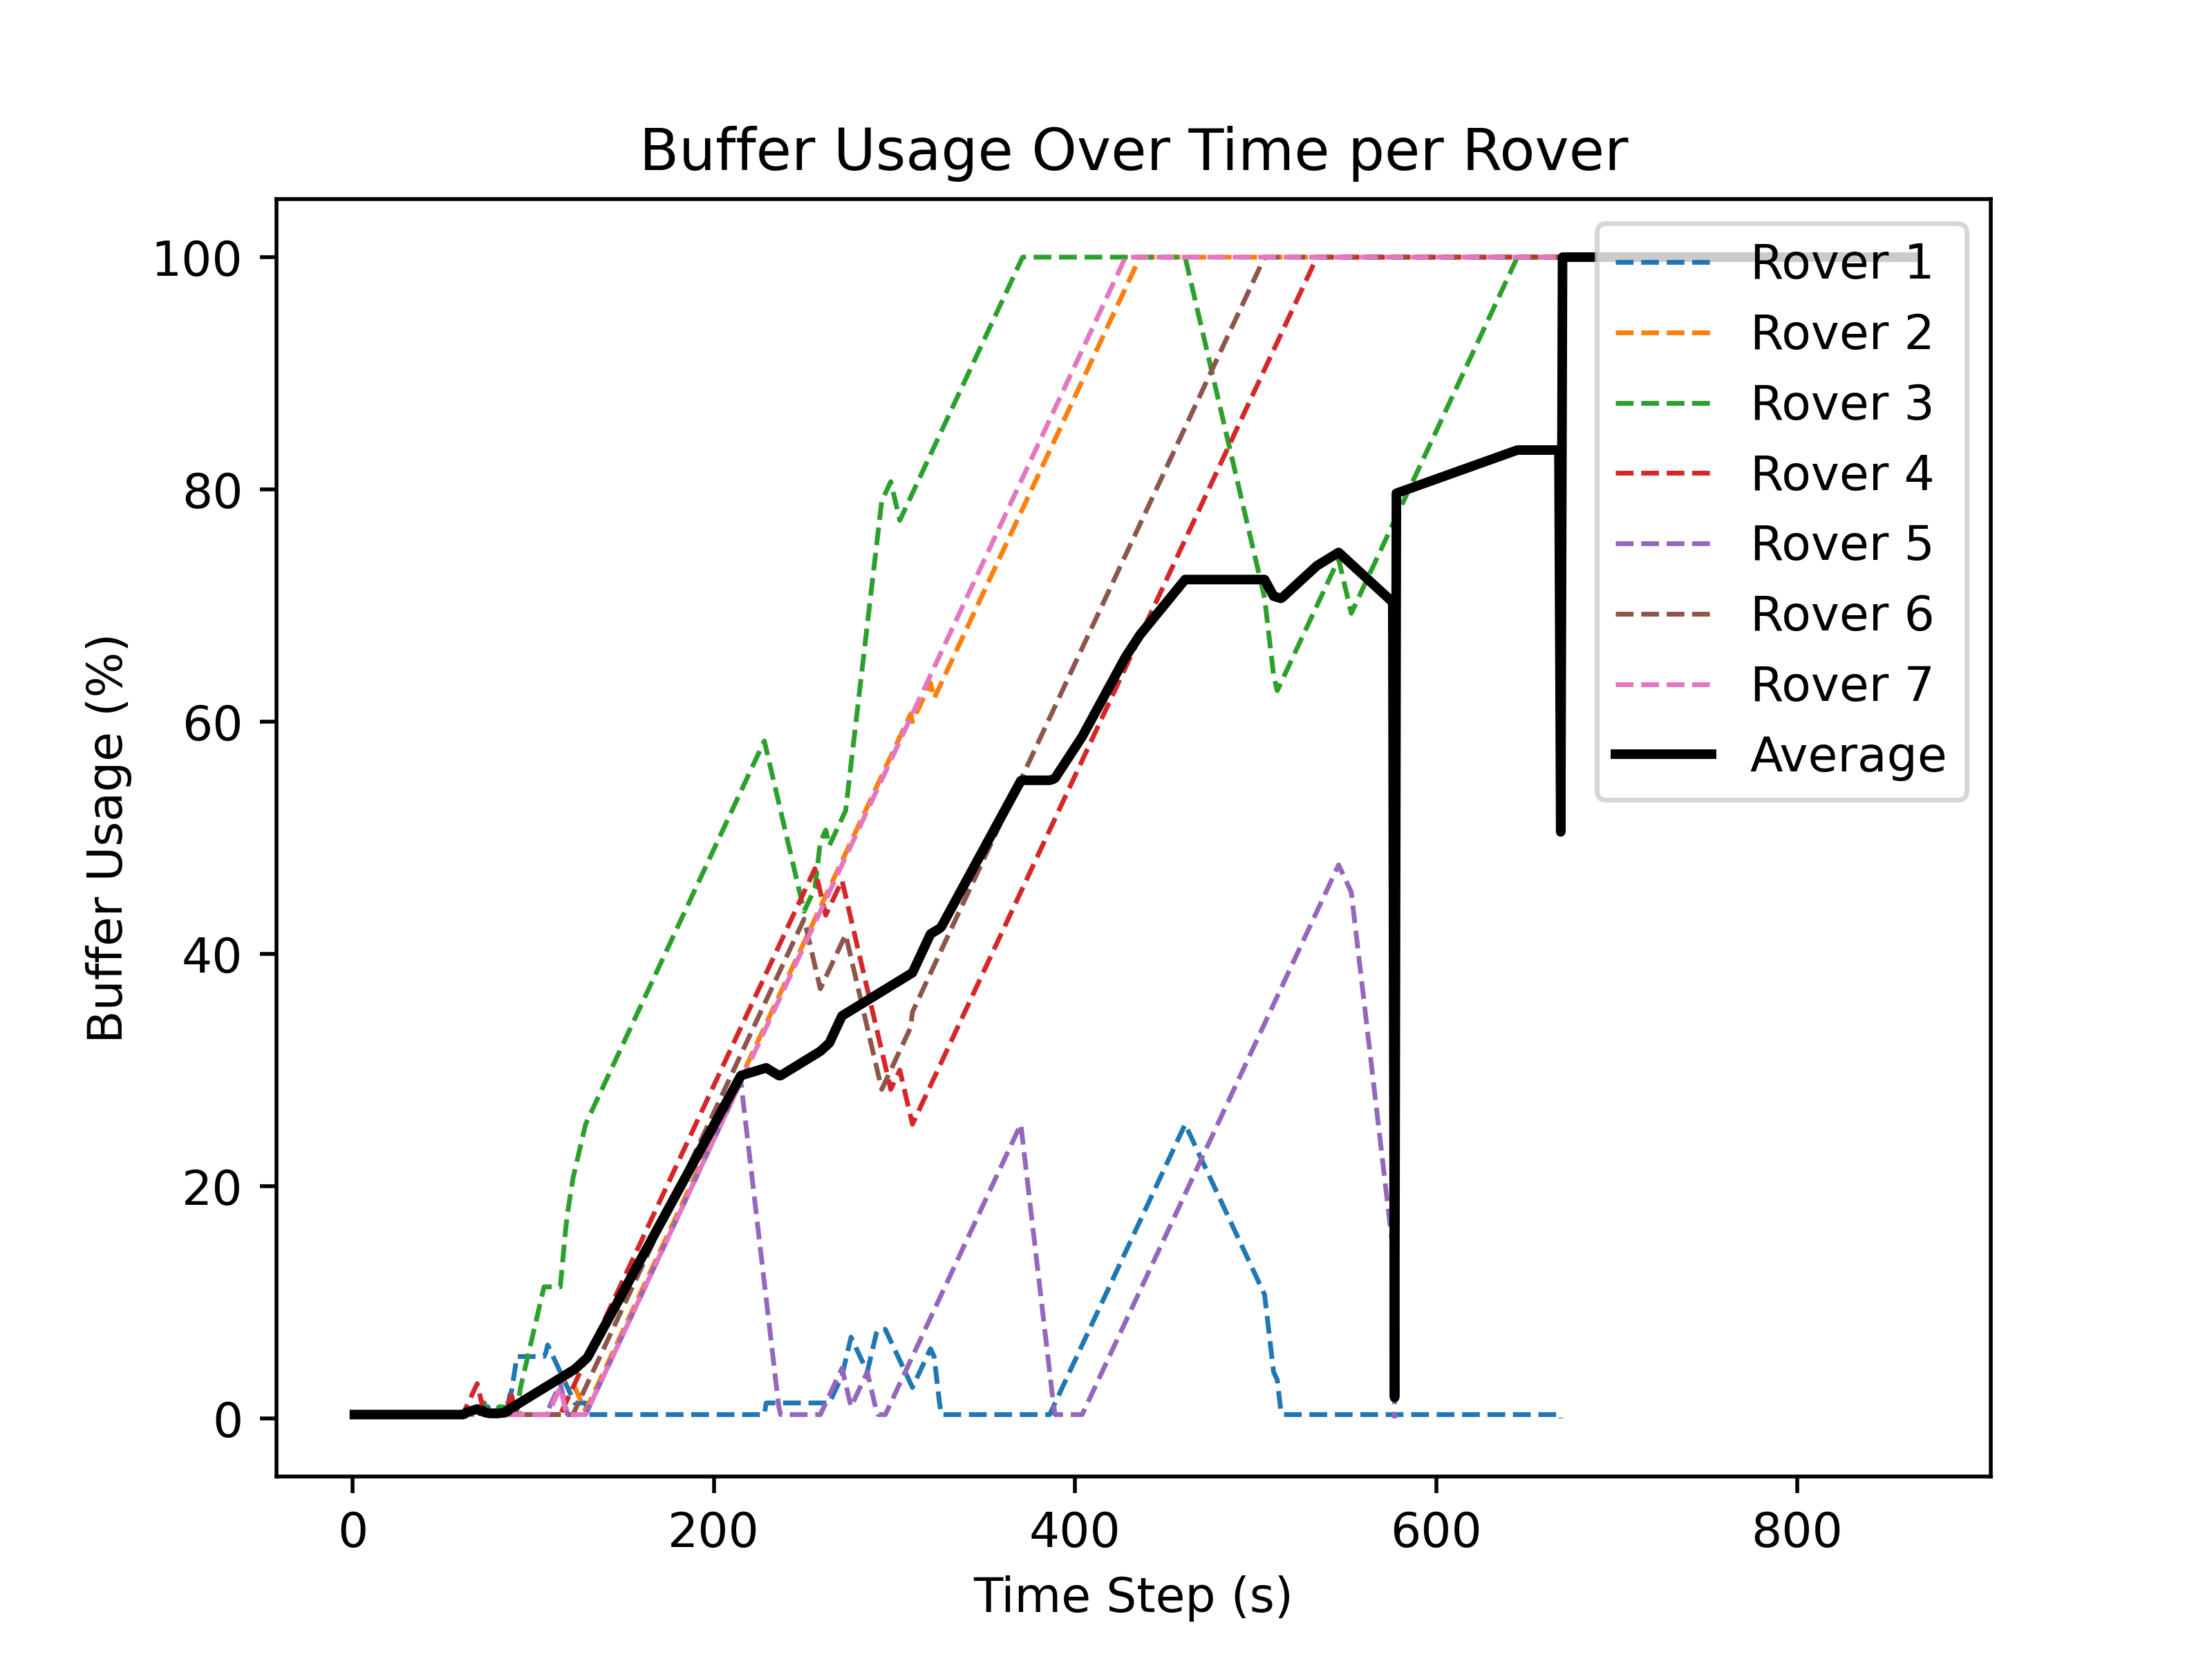 Buffer Usage Over Time per Rover
Buffer Usage (%)
100
80
60
40
20
0
0 200 400 600 800
Time Step (s)
Rover 1
Rover 2
Rover 3
Rover 4
Rover 5
Rover 6
Rover 7
Average